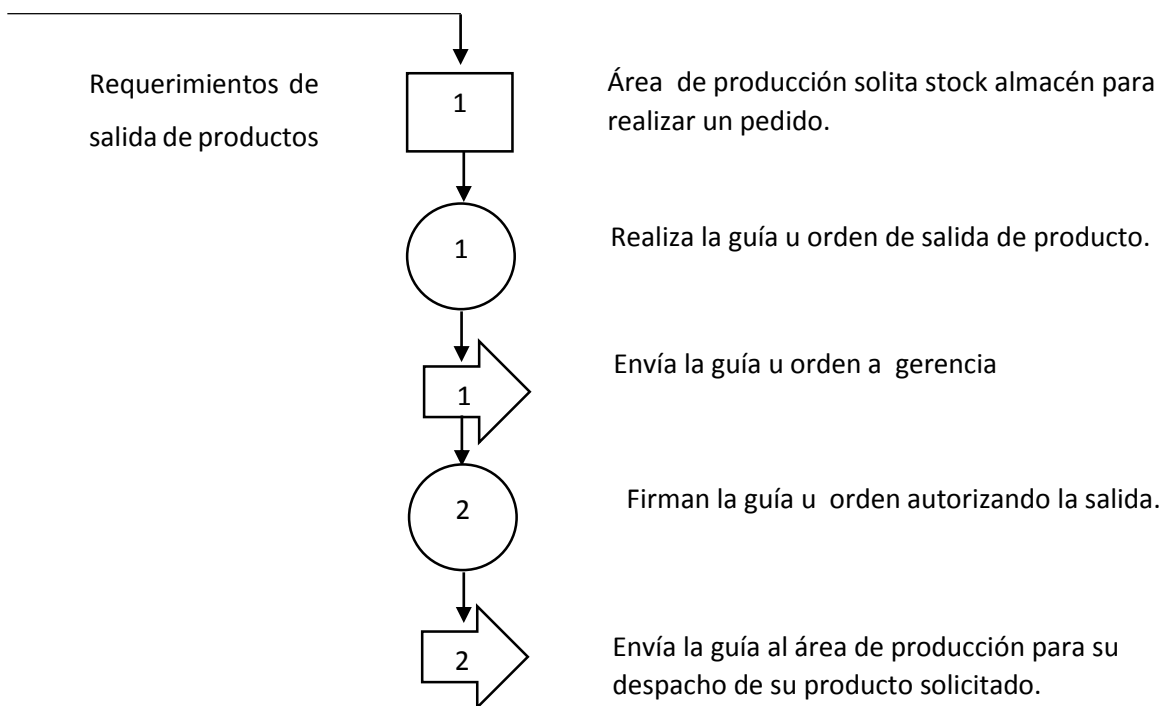 Requerimientos de
salida de productos
1
Área de producción solita stock almacén para
realizar un pedido.
1
Realiza la guía u orden de salida de producto.
1
Envía la guía u orden a gerencia
2
Firman la guía u orden autorizando la salida.
2
Envía la guía al área de producción para su
despacho de su producto solicitado.